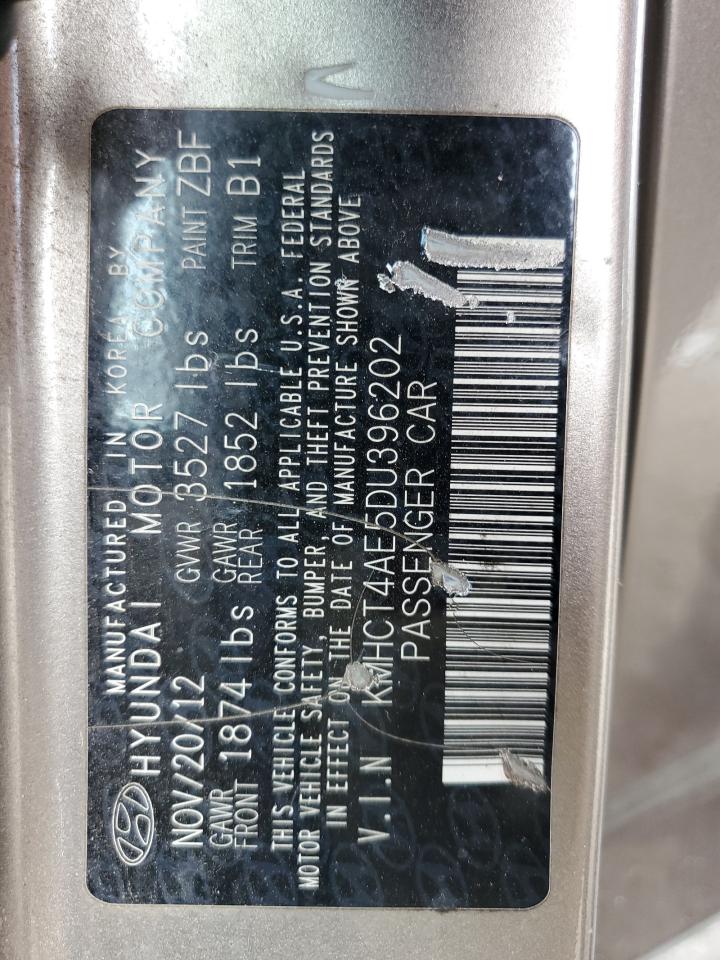 MANUFACTURED IN KOREA BY
HYUNDAI MOTOR COMPANY
NOV/20/12 GVWR 3527 lbs PAINT ZBF
GAWR FRONT 1874 lbs GAWR REAR 1852 lbs TRIM B1
THIS VEHICLE CONFORMS TO ALL APPLICABLE U.S.A. FEDERAL
MOTOR VEHICLE SAFETY, BUMPER, AND THEFT PREVENTION STANDARDS
IN EFFECT ON THE DATE OF MANUFACTURE SHOWN ABOVE
V.I.N KMHCT4AE5DU396202
PASSENGER CAR